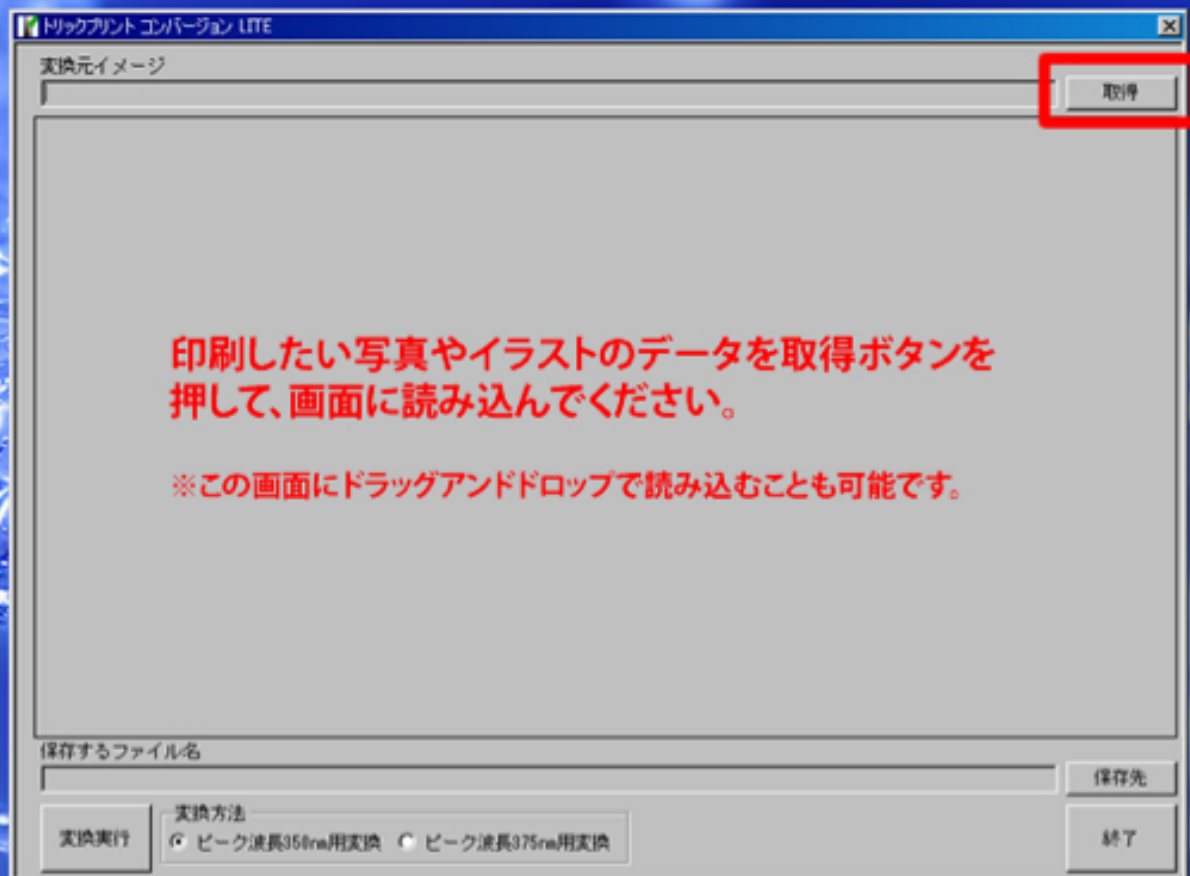 トリックプリント コンバージョン LITE
変換元イメージ
取得
印刷したい写真やイラストのデータを取得ボタンを
押して、画面に読み込んでください。
※この画面にドラッグアンドドロップで読み込むことも可能です。
保存するファイル名
保存先
変換実行
変換方法
ピーク波長350nm用変換 ピーク波長375nm用変換
終了